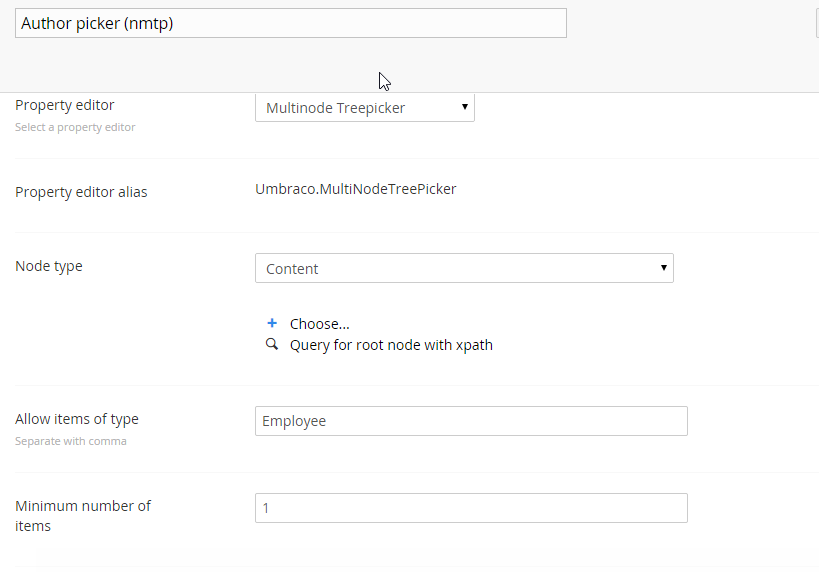 Author picker (nmtp)
Property editor
Multinode Treepicker
Select a property editor
Property editor alias
Umbraco.MultiNodeTreePicker
Node type
Content
Choose...
Query for root node with xpath
Allow items of type
Employee
Separate with comma
Minimum number of
items
1